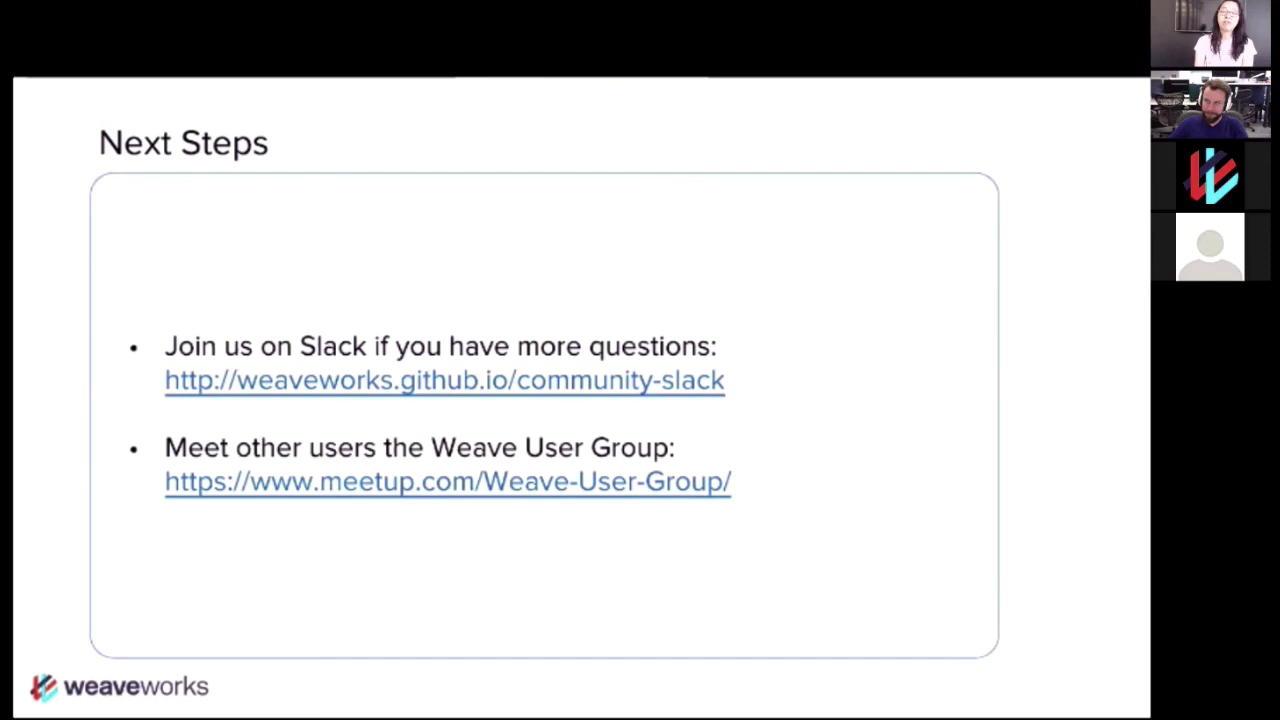 Next Steps
• Join us on Slack if you have more questions:
http://weaveworks.github.io/community-slack
• Meet other users the Weave User Group:
https://www.meetup.com/Weave-User-Group/
weaveworks